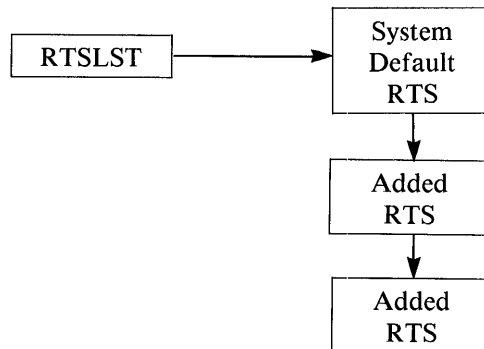 RTSLST
System
Default
RTS
Added
RTS
Added
RTS